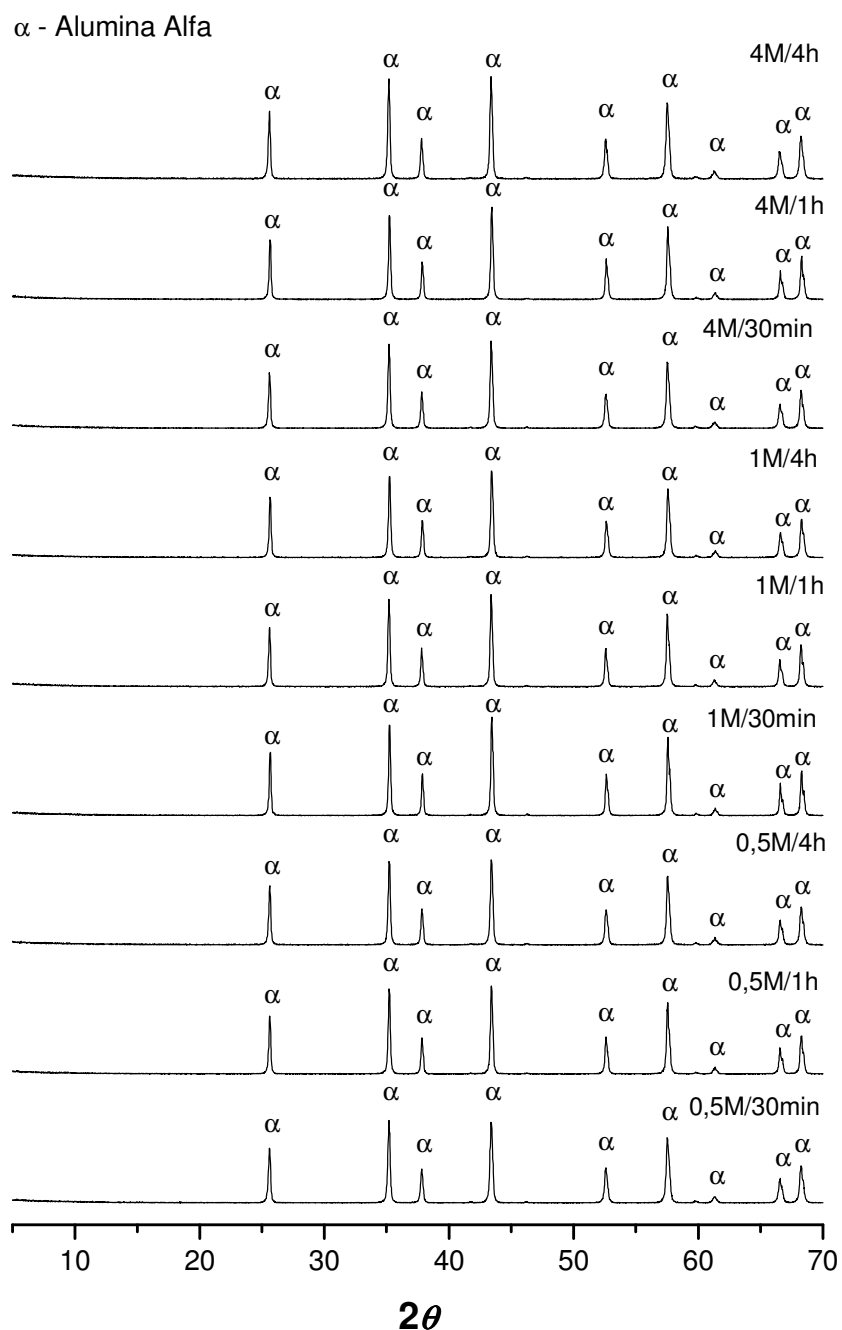 α - Alumina Alfa
4M/4h
α α α α α α α α α
4M/1h
α α α α α α α α α
4M/30min
α α α α α α α α α
1M/4h
α α α α α α α α α
1M/1h
α α α α α α α α α
1M/30min
α α α α α α α α α
0,5M/4h
α α α α α α α α α
0,5M/1h
α α α α α α α α α
0,5M/30min
α α α α α α α α α
10 20 30 40 50 60 70
2θ